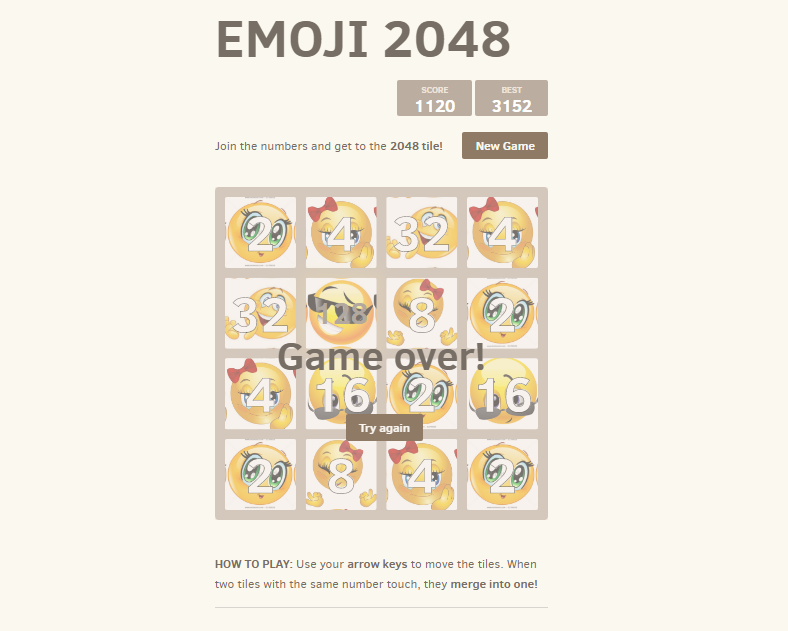 EMOJI 2048
SCORE BEST
1120 3152
Join the numbers and get to the 2048 tile! New Game
2 4 32 4
32 128 8 2
Game over!
4 16 2 16
Try again
2 8 4 2
HOW TO PLAY: Use your arrow keys to move the tiles. When
two tiles with the same number touch, they merge into one!